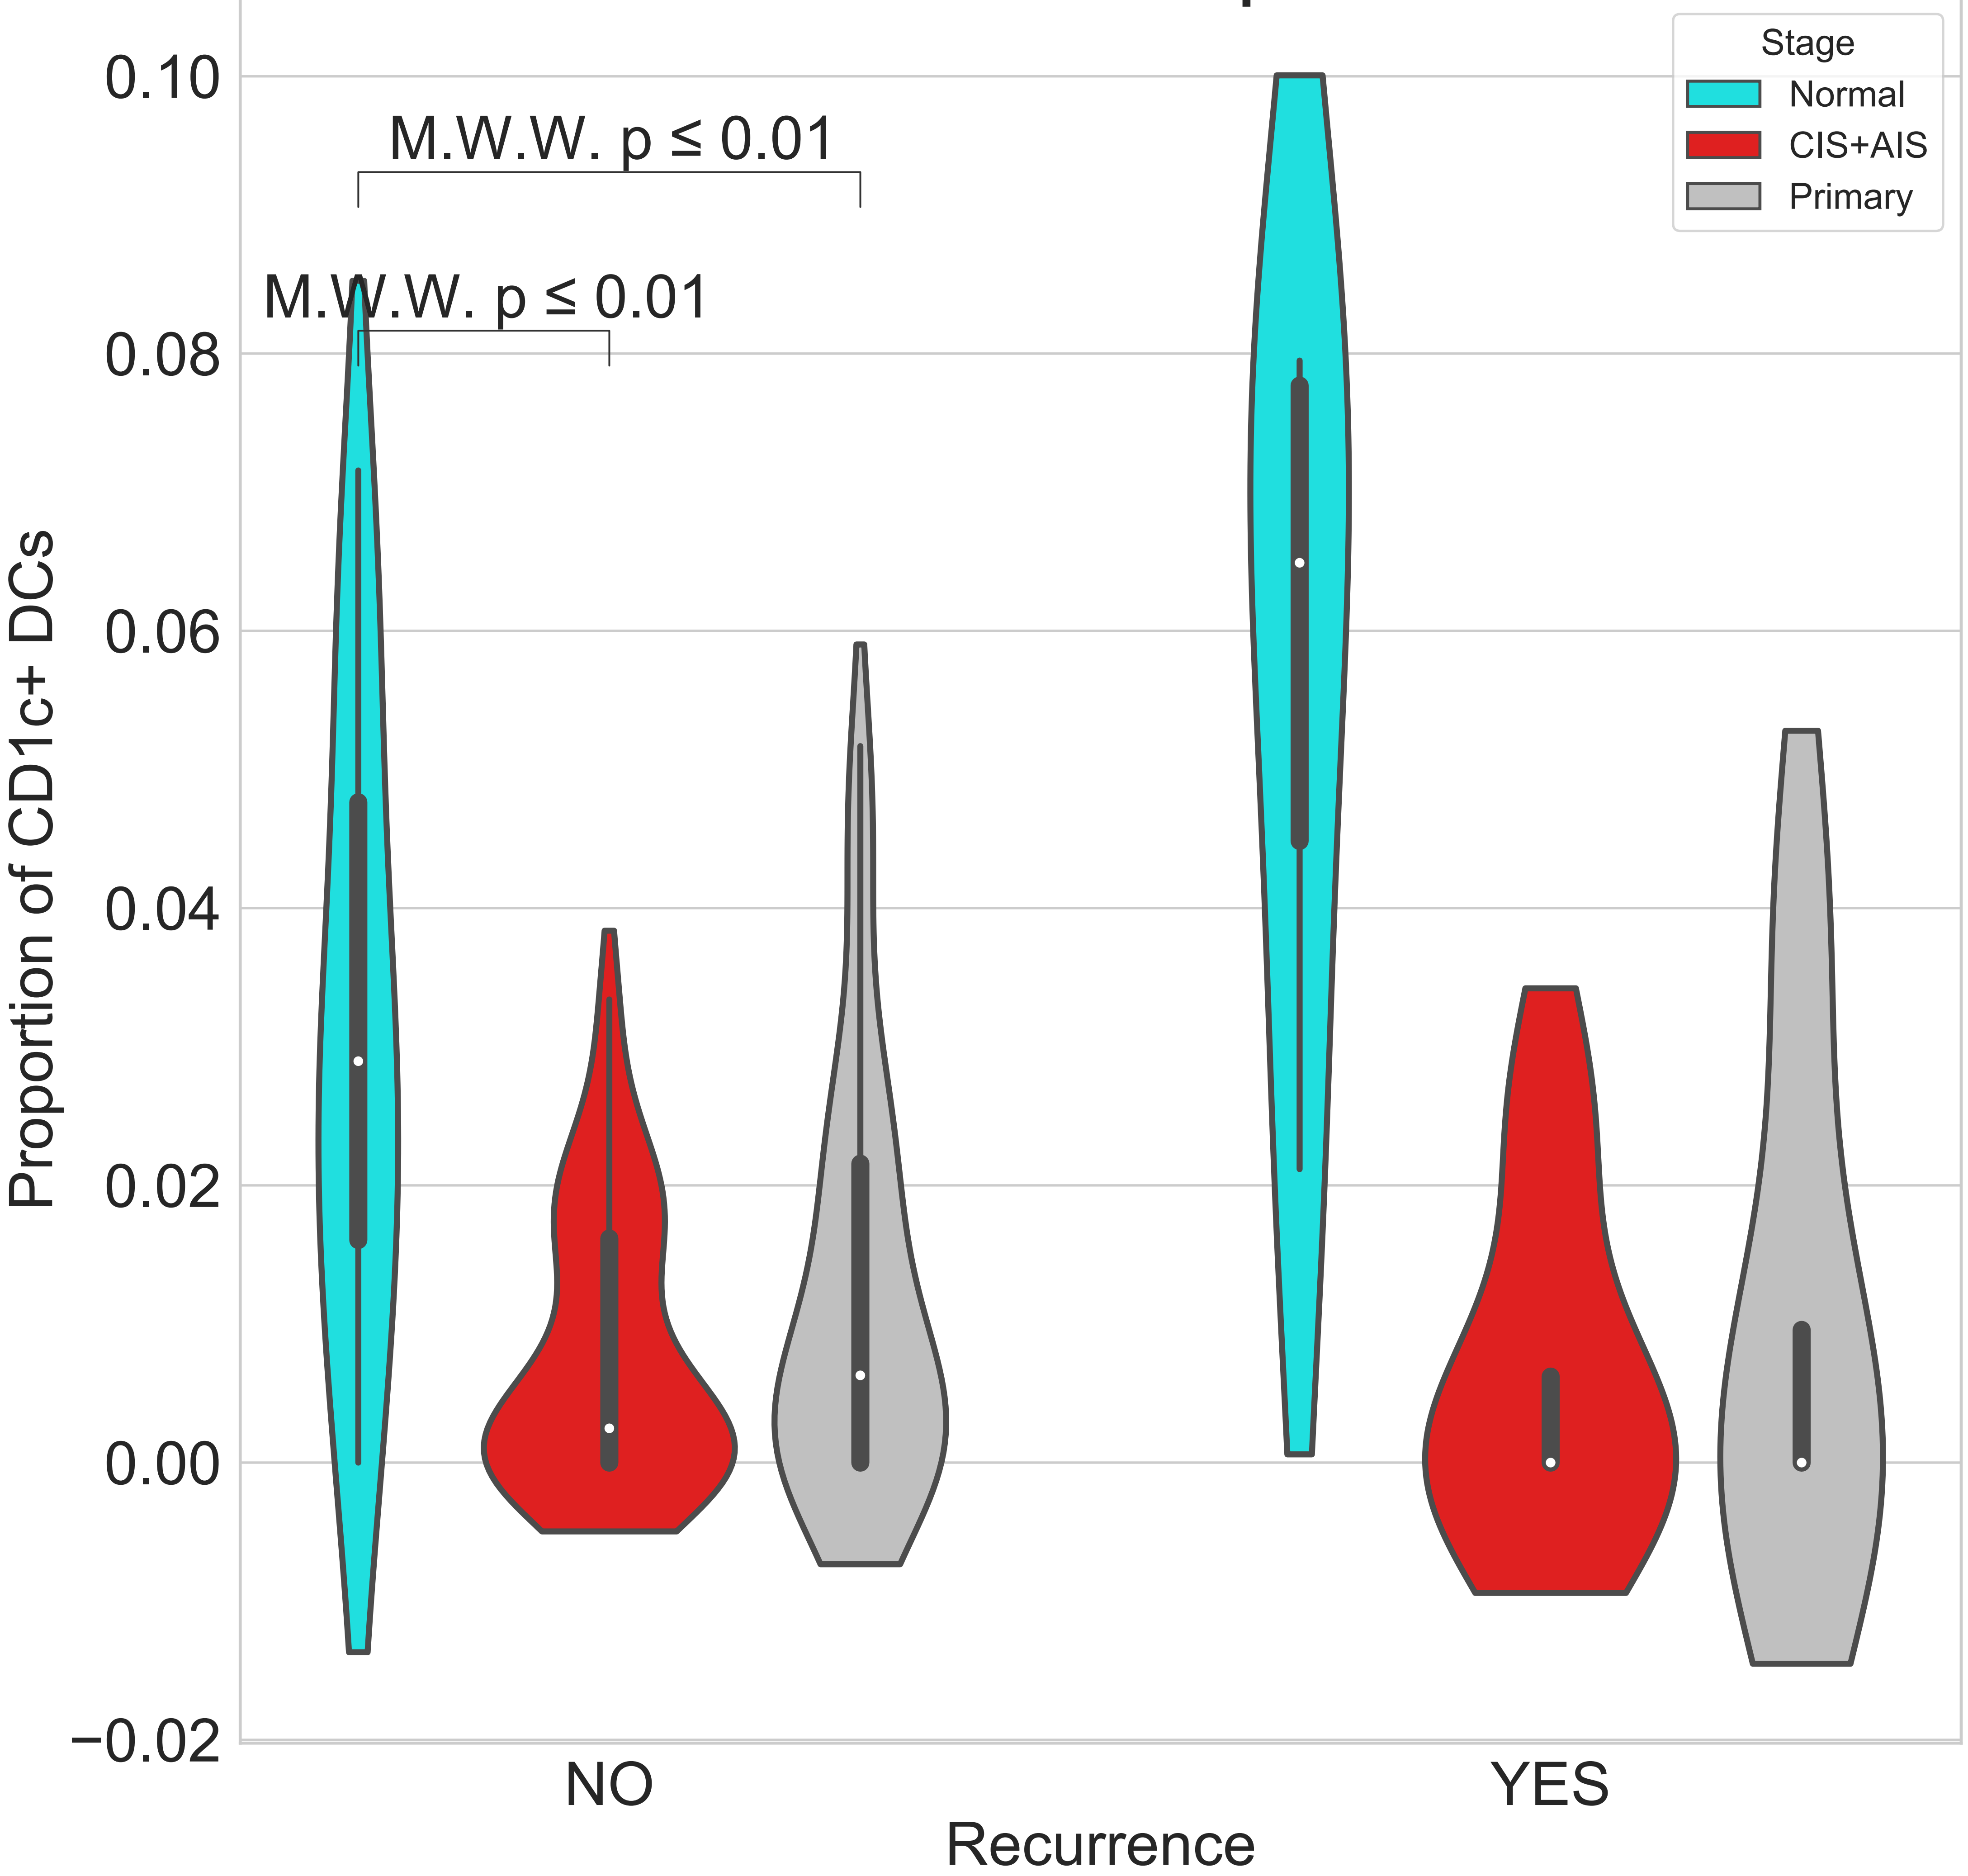 Stage
Normal
CIS+AIS
Primary
M.W.W. p ≤ 0.01
M.W.W. p ≤ 0.01
0.10
0.08
0.06
0.04
0.02
0.00
−0.02
Proportion of CD1c+ DCs
NO
YES
Recurrence